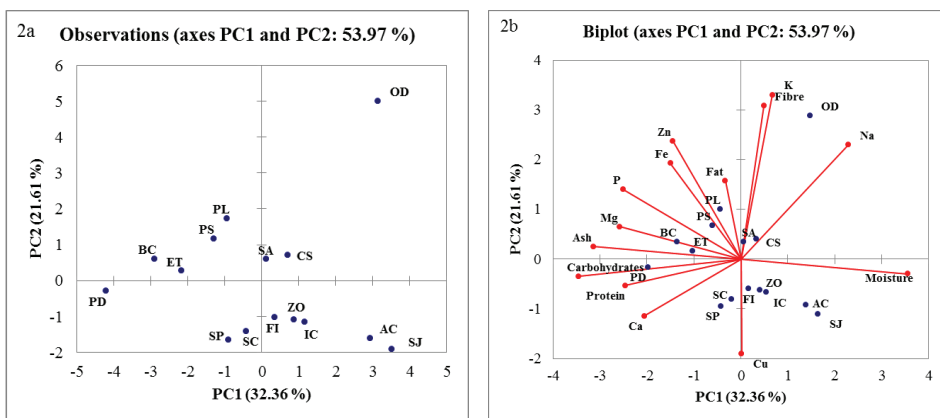 2a
Observations (axes PC1 and PC2: 53.97 %)
PC2 (21.61 %)
6
5
4
3
2
1
0
-1
-2
OD
PL
PS
BC
ET
SA
CS
PD
SP
SC
FI
ZO
IC
AC
SJ
-5 -4 -3 -2 -1 0 1 2 3 4 5
PC1 (32.36 %)
2b
Biplot (axes PC1 and PC2: 53.97 %)
PC2 (21.61 %)
4
3
2
1
0
-1
-2
K
Fibre
OD
Na
Zn
Fe
Fat
P
PL
PS
Mg
BC
ET
SA
CS
Ash
Carbohydrates
PD
Moisture
Protein
Ca
SC
SP
FI
ZO
IC
AC
SJ
Cu
-4 -3 -2 -1 0 1 2 3 4
PC1 (32.36 %)